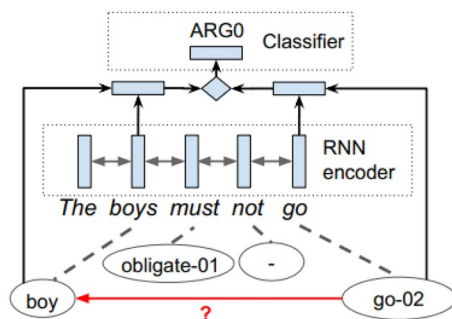 ARG0
Classifier
RNN
encoder
The boys must not go
obligate-01
-
boy
go-02
?